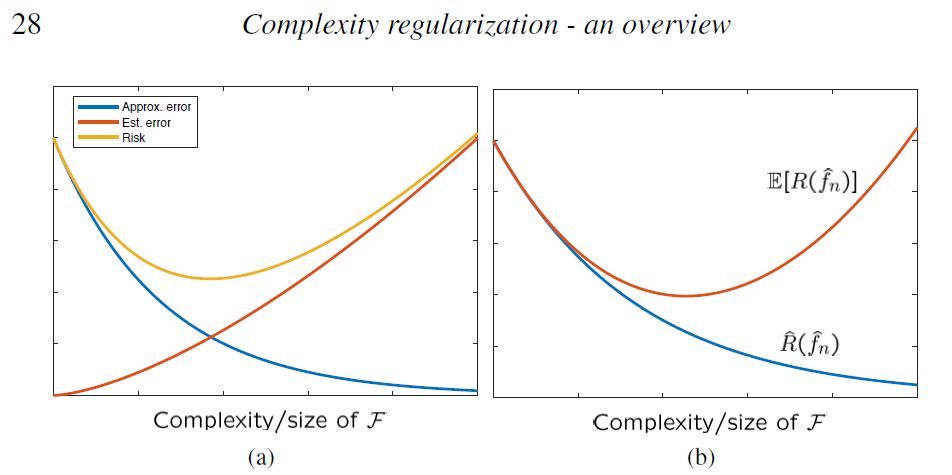 28 Complexity regularization - an overview
Approx. error
Est. error
Risk
𝔼[R(f̂ₙ)]
R̂(f̂ₙ)
Complexity/size of ℱ
Complexity/size of ℱ
(a)
(b)